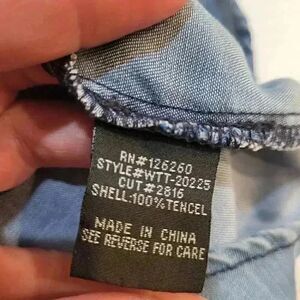 RN#126260
STYLE#WTT-20225
CUT#2816
SHELL:100%TENCEL
MADE IN CHINA
SEE REVERSE FOR CARE